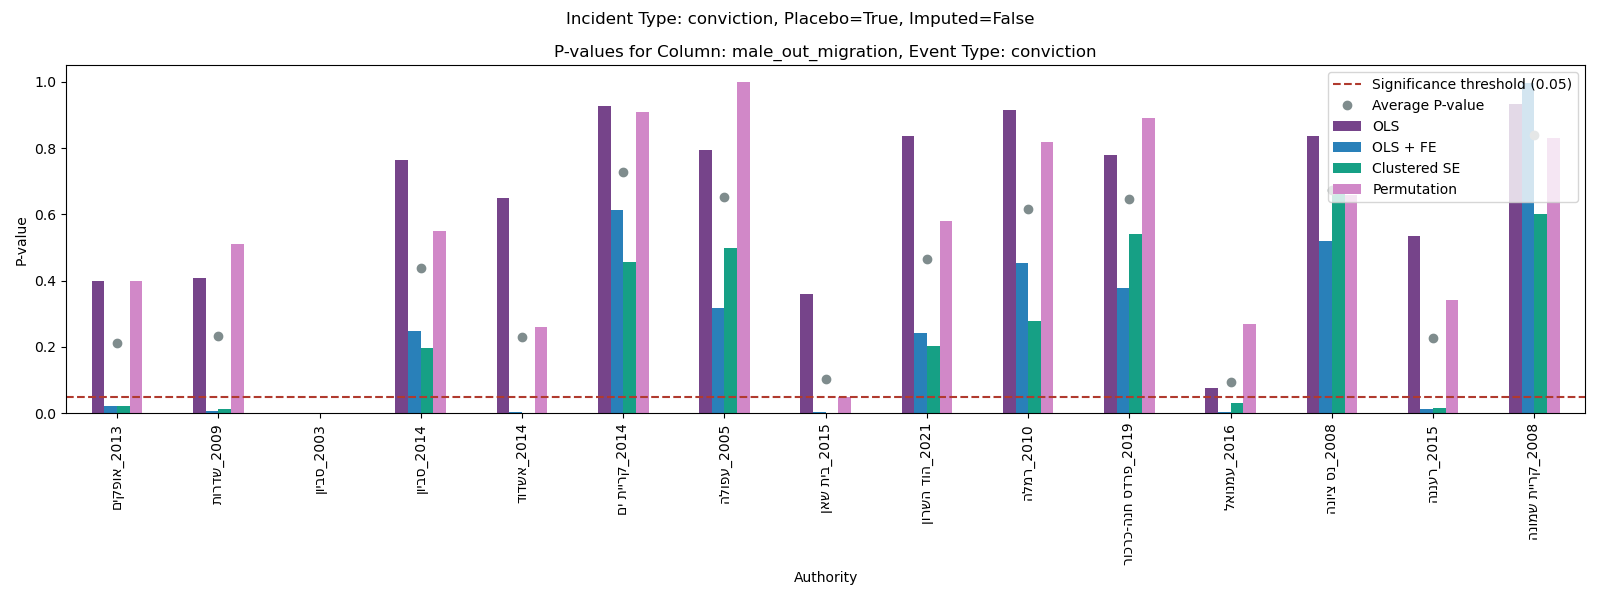 Incident Type: conviction, Placebo=True, Imputed=False
P-values for Column: male_out_migration, Event Type: conviction
Significance threshold (0.05)
Average P-value
OLS
OLS + FE
Clustered SE
Permutation
P-value
1.0
0.8
0.6
0.4
0.2
0.0
אופקים_2013
שדרות_2009
סביון_2003
סביון_2014
אשדוד_2014
קריית ים_2014
עפולה_2005
בית שאן_2015
הוד השרון_2021
רמלה_2010
פרדס חנה-כרכור_2019
עמנואל_2016
נס ציונה_2008
רעננה_2015
קריית שמונה_2008
Authority